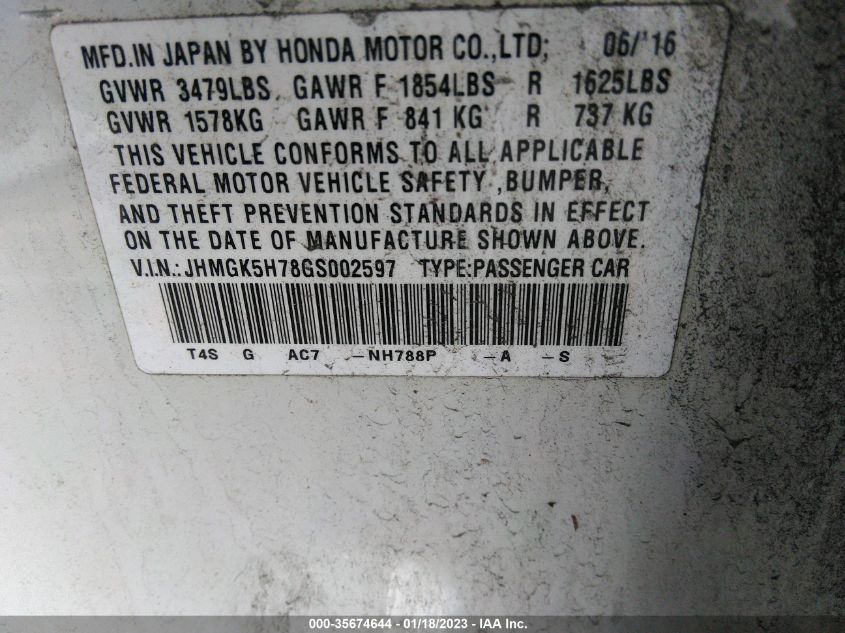 MFD.IN JAPAN BY HONDA MOTOR CO.,LTD; 06/'16
GVWR 3479LBS GAWR F 1854LBS R 1625LBS
GVWR 1578KG GAWR F 841 KG R 737 KG
THIS VEHICLE CONFORMS TO ALL APPLICABLE
FEDERAL MOTOR VEHICLE SAFETY ,BUMPER,
AND THEFT PREVENTION STANDARDS IN EFFECT
ON THE DATE OF MANUFACTURE SHOWN ABOVE.
V.I.N.:JHMGK5H78GS002597 TYPE:PASSENGER CAR
T4S G AC7 -NH788P -A -S
000-35674644 - 01/18/2023 - IAA Inc.